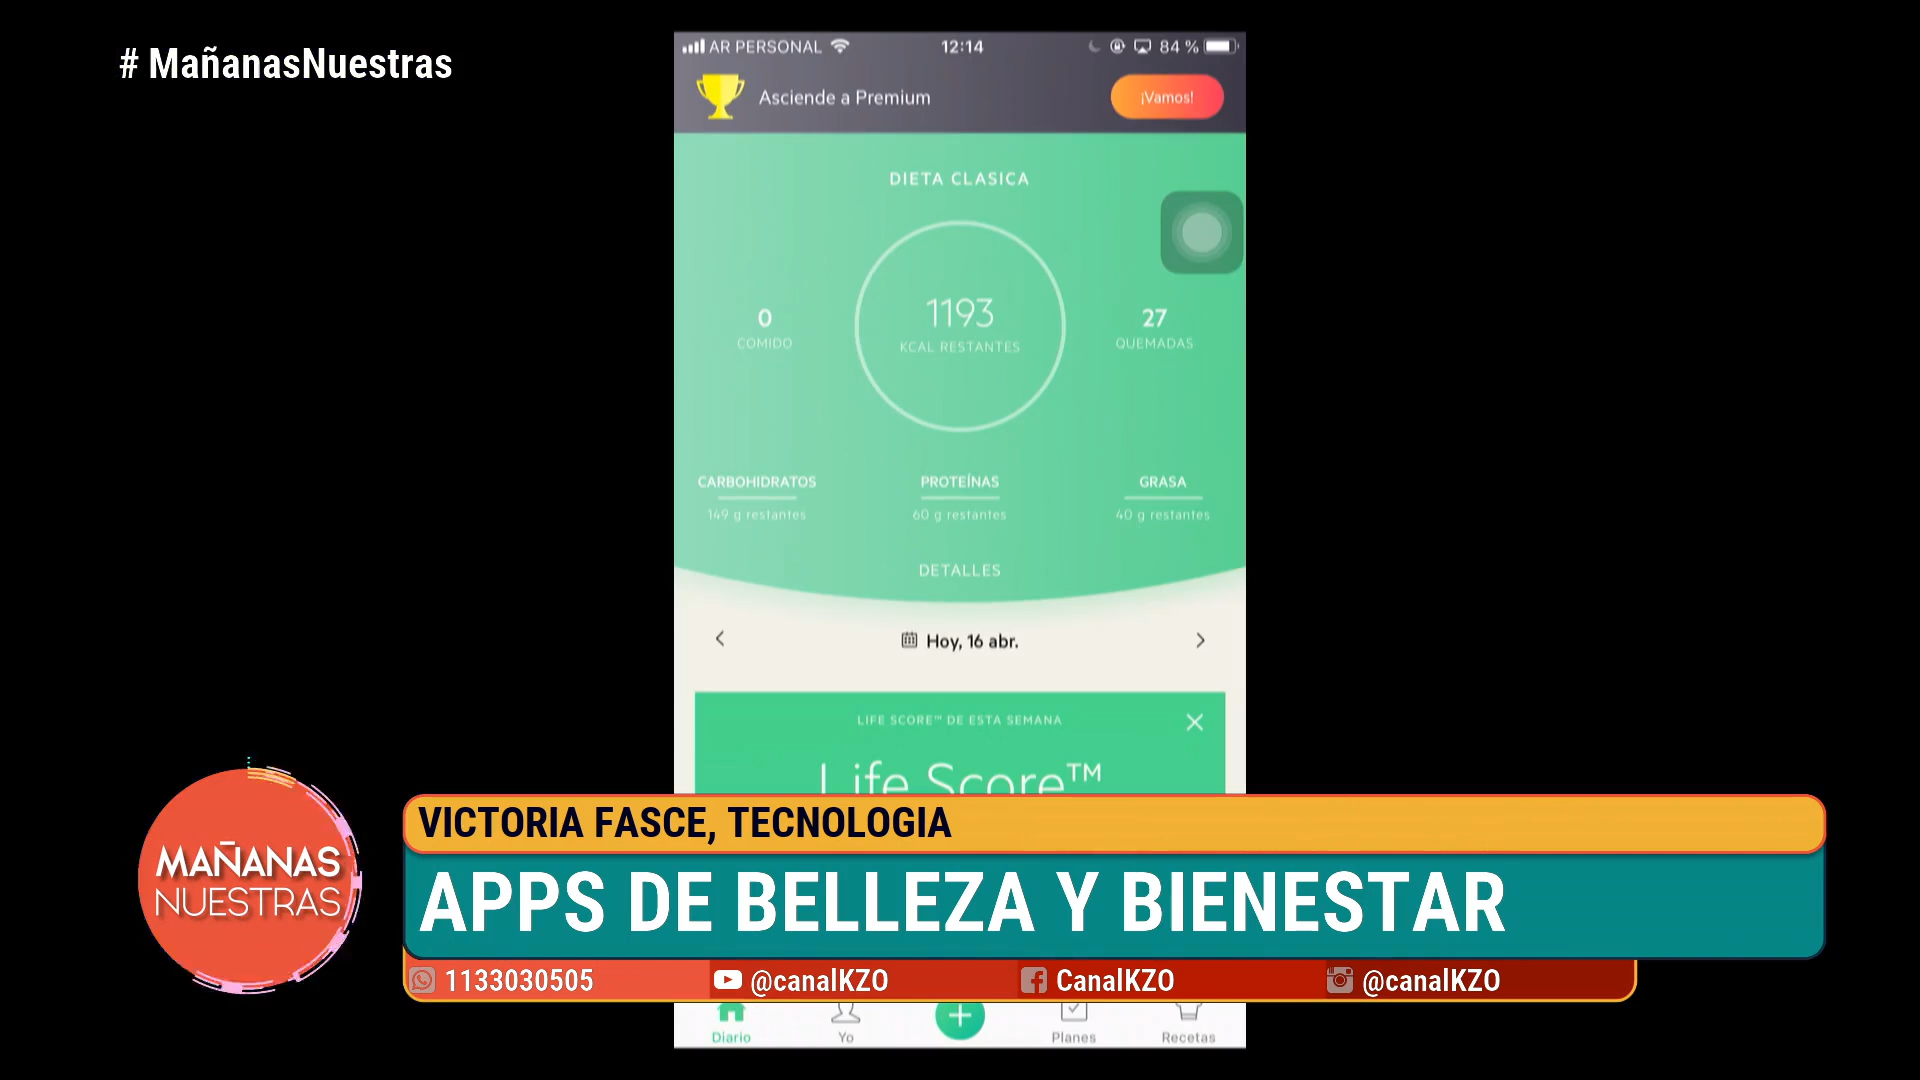 # MañanasNuestras
AR PERSONAL
12:14
84 %
Asciende a Premium
¡Vamos!
DIETA CLASICA
0
COMIDO
1193
KCAL RESTANTES
27
QUEMADAS
CARBOHIDRATOS
149 g restantes
PROTEÍNAS
60 g restantes
GRASA
40 g restantes
DETALLES
Hoy, 16 abr.
LIFE SCORE™ DE ESTA SEMANA
Life Score™
MAÑANAS
NUESTRAS
VICTORIA FASCE, TECNOLOGIA
APPS DE BELLEZA Y BIENESTAR
1133030505
@canalKZO
CanalKZO
@canalKZO
Diario
Yo
Planes
Recetas